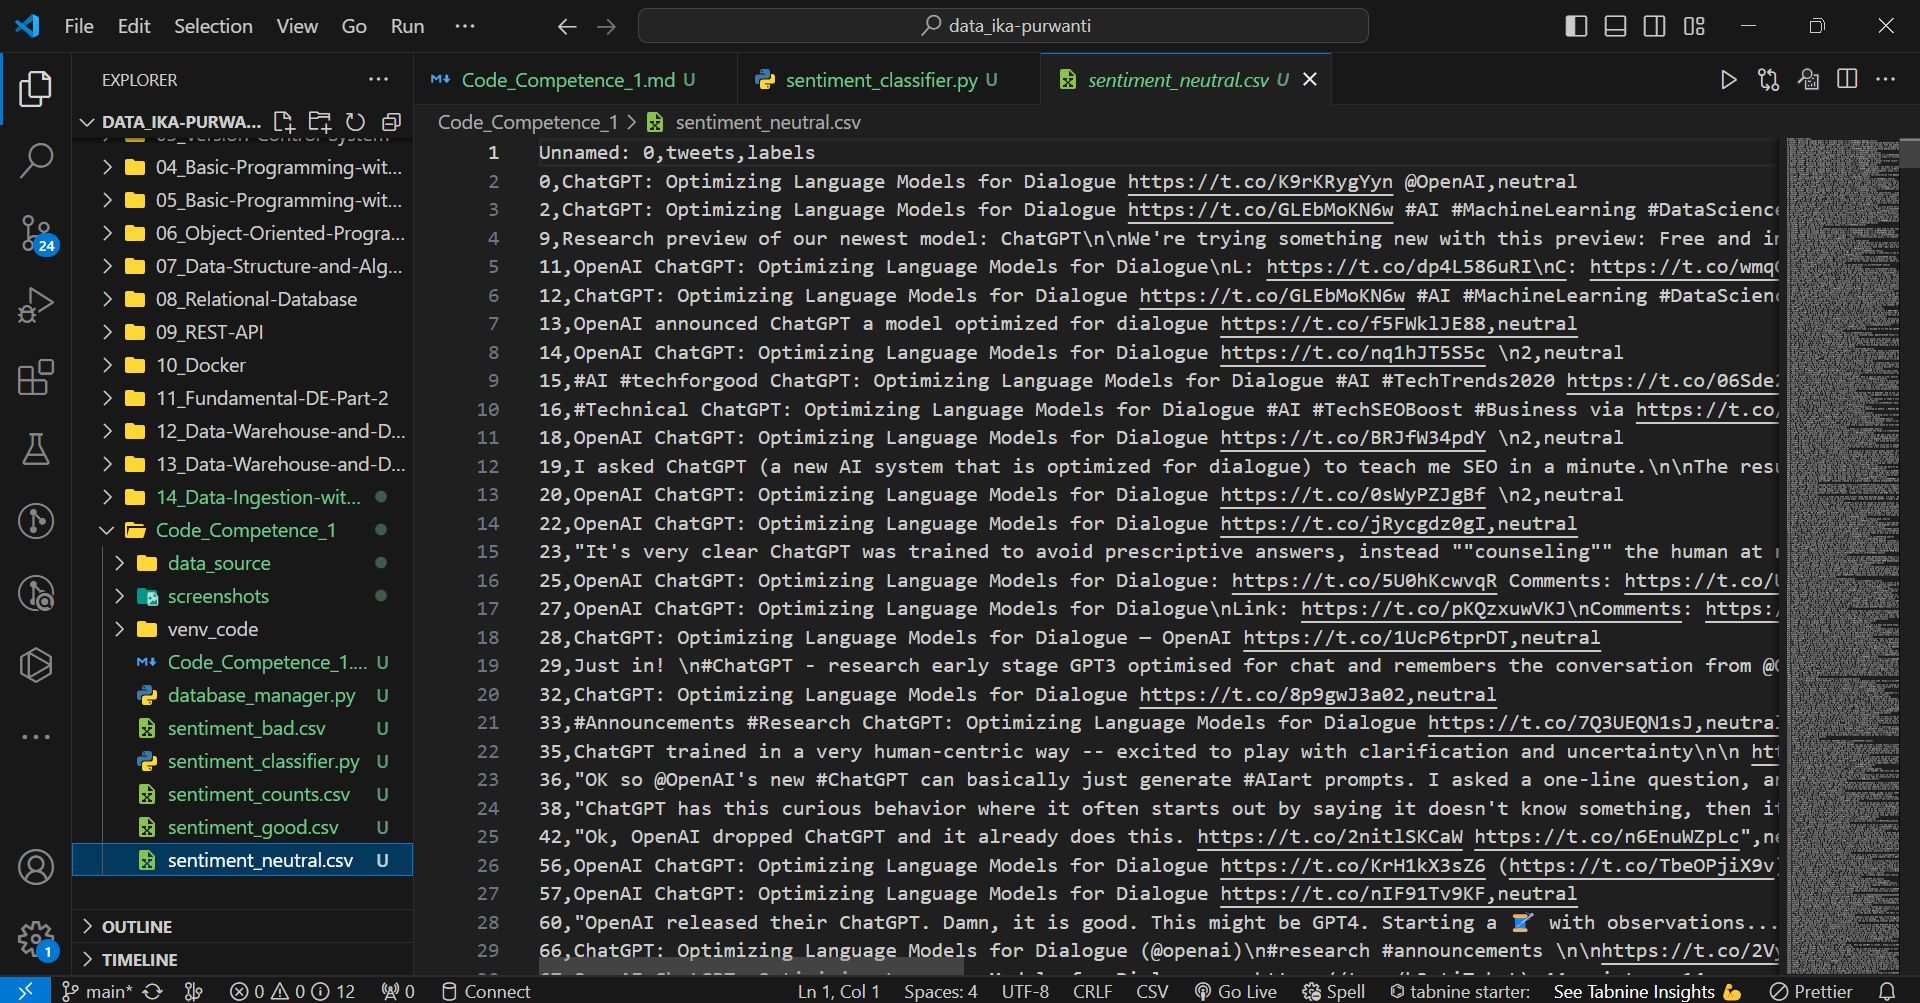 File Edit Selection View Go Run ···
data_ika-purwanti
EXPLORER ···
DATA_IKA-PURWA...
04_Basic-Programming-wit...
05_Basic-Programming-wit...
06_Object-Oriented-Progra...
07_Data-Structure-and-Alg...
08_Relational-Database
09_REST-API
10_Docker
11_Fundamental-DE-Part-2
12_Data-Warehouse-and-D...
13_Data-Warehouse-and-D...
14_Data-Ingestion-wit...
Code_Competence_1
data_source
screenshots
venv_code
Code_Competence_1.... U
database_manager.py U
sentiment_bad.csv U
sentiment_classifier.py U
sentiment_counts.csv U
sentiment_good.csv U
sentiment_neutral.csv U
OUTLINE
TIMELINE
24
1
Code_Competence_1.md U
sentiment_classifier.py U
sentiment_neutral.csv U
Code_Competence_1 > sentiment_neutral.csv
1 Unnamed: 0,tweets,labels
2 0,ChatGPT: Optimizing Language Models for Dialogue https://t.co/K9rKRygYyn @OpenAI,neutral
3 2,ChatGPT: Optimizing Language Models for Dialogue https://t.co/GLEbMoKN6w #AI #MachineLearning #DataScience
4 9,Research preview of our newest model: ChatGPT\n\nWe're trying something new with this preview: Free and i
5 11,OpenAI ChatGPT: Optimizing Language Models for Dialogue\nL: https://t.co/dp4L586uRI\nC: https://t.co/wmq
6 12,ChatGPT: Optimizing Language Models for Dialogue https://t.co/GLEbMoKN6w #AI #MachineLearning #DataScien
7 13,OpenAI announced ChatGPT a model optimized for dialogue https://t.co/f5FWklJE88,neutral
8 14,OpenAI ChatGPT: Optimizing Language Models for Dialogue https://t.co/nq1hJT5S5c \n2,neutral
9 15,#AI #techforgood ChatGPT: Optimizing Language Models for Dialogue #AI #TechTrends2020 https://t.co/06Sde
10 16,#Technical ChatGPT: Optimizing Language Models for Dialogue #AI #TechSEOBoost #Business via https://t.co/
11 18,OpenAI ChatGPT: Optimizing Language Models for Dialogue https://t.co/BRJfW34pdY \n2,neutral
12 19,I asked ChatGPT (a new AI system that is optimized for dialogue) to teach me SEO in a minute.\n\nThe resu
13 20,OpenAI ChatGPT: Optimizing Language Models for Dialogue https://t.co/0sWyPZJgBf \n2,neutral
14 22,OpenAI ChatGPT: Optimizing Language Models for Dialogue https://t.co/jRycgdz0gI,neutral
15 23,"It's very clear ChatGPT was trained to avoid prescriptive answers, instead ""counseling"" the human at
16 25,OpenAI ChatGPT: Optimizing Language Models for Dialogue: https://t.co/5U0hKcwvqR Comments: https://t.co/
17 27,OpenAI ChatGPT: Optimizing Language Models for Dialogue\nLink: https://t.co/pKQzxuwVKJ\nComments: https:
18 28,ChatGPT: Optimizing Language Models for Dialogue — OpenAI https://t.co/1UcP6tprDT,neutral
19 29,Just in! \n#ChatGPT - research early stage GPT3 optimised for chat and remembers the conversation from @
20 32,ChatGPT: Optimizing Language Models for Dialogue https://t.co/8p9gwJ3a02,neutral
21 33,#Announcements #Research ChatGPT: Optimizing Language Models for Dialogue https://t.co/7Q3UEQN1sJ,neutral
22 35,ChatGPT trained in a very human-centric way -- excited to play with clarification and uncertainty\n\n ht
23 36,"OK so @OpenAI's new #ChatGPT can basically just generate #AIart prompts. I asked a one-line question, a
24 38,"ChatGPT has this curious behavior where it often starts out by saying it doesn't know something, then i
25 42,"Ok, OpenAI dropped ChatGPT and it already does this. https://t.co/2nitlSKCaW https://t.co/n6EnuWZpLc",ne
26 56,OpenAI ChatGPT: Optimizing Language Models for Dialogue https://t.co/KrH1kX3sZ6 (https://t.co/TbeOPjiX9v
27 57,OpenAI ChatGPT: Optimizing Language Models for Dialogue https://t.co/nIF91Tv9KF,neutral
28 60,"OpenAI released their ChatGPT. Damn, it is good. This might be GPT4. Starting a 🧵 with observations...
29 66,ChatGPT: Optimizing Language Models for Dialogue (@openai)\n#research #announcements \n\nhttps://t.co/2V
main* 0 0 12 0 Connect Ln 1, Col 1 Spaces: 4 UTF-8 CRLF CSV Go Live Spell tabnine starter: See Tabnine Insights 💪 Prettier